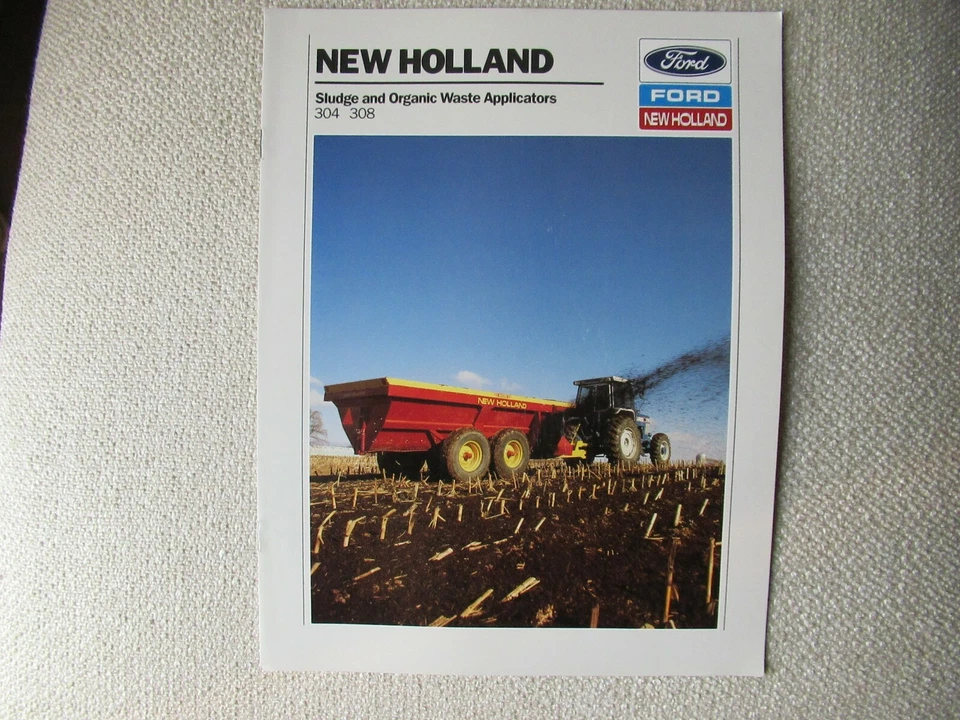 NEW HOLLAND
Sludge and Organic Waste Applicators
304 308
Ford
FORD
NEW HOLLAND
NEW HOLLAND